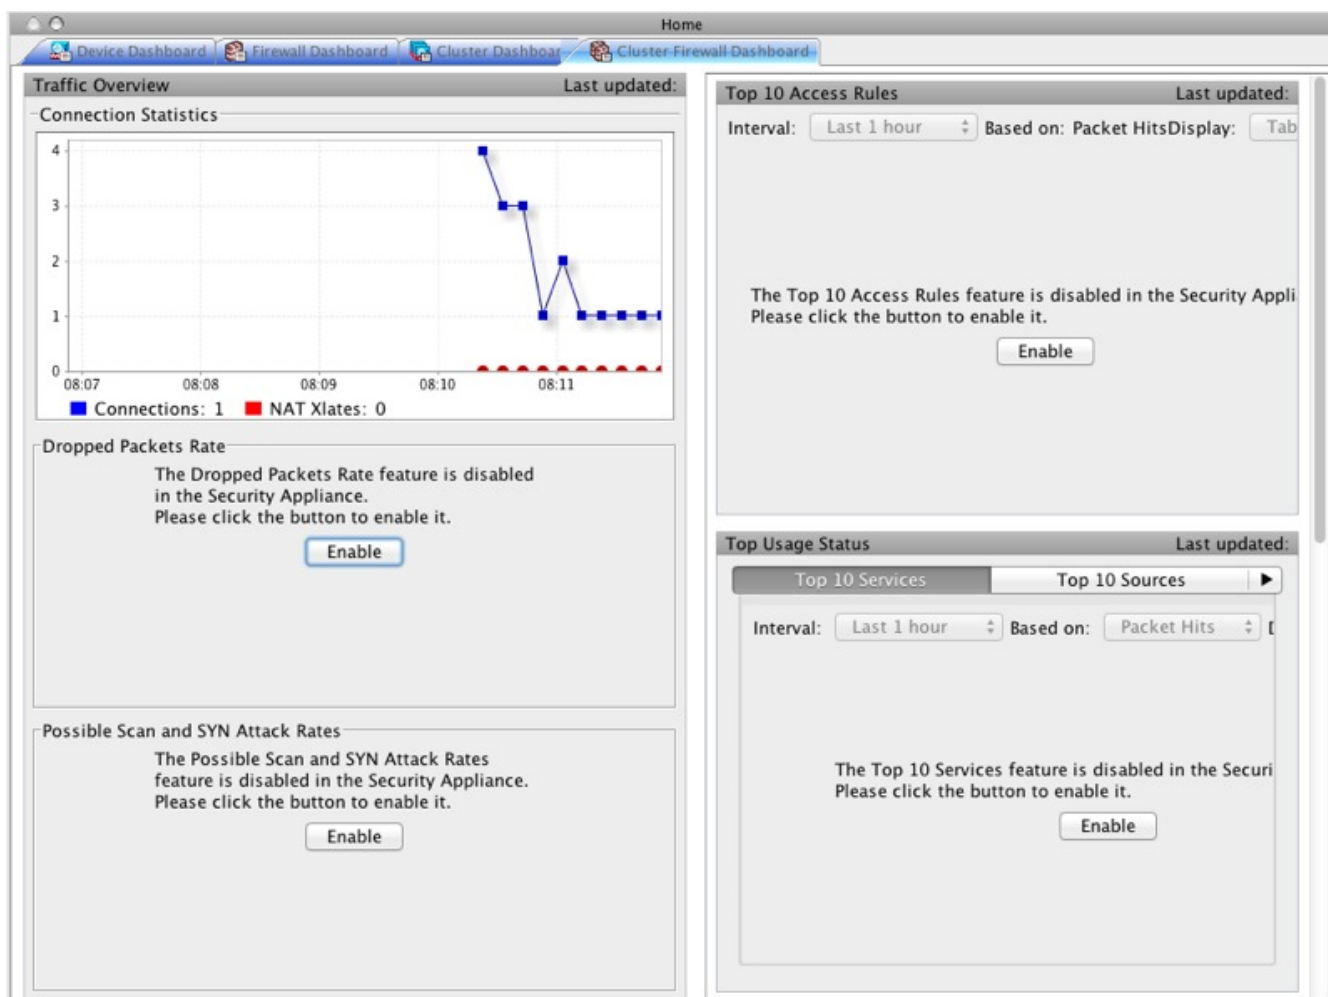 Home
Device Dashboard Firewall Dashboard Cluster Dashboar Cluster Firewall Dashboard
Traffic Overview Last updated:
Connection Statistics
4
3
2
1
0
08:07 08:08 08:09 08:10 08:11
Connections: 1 NAT Xlates: 0
Dropped Packets Rate
The Dropped Packets Rate feature is disabled
in the Security Appliance.
Please click the button to enable it.
Enable
Possible Scan and SYN Attack Rates
The Possible Scan and SYN Attack Rates
feature is disabled in the Security Appliance.
Please click the button to enable it.
Enable
Top 10 Access Rules Last updated:
Interval: Last 1 hour Based on: Packet HitsDisplay: Tab
The Top 10 Access Rules feature is disabled in the Security Appli
Please click the button to enable it.
Enable
Top Usage Status Last updated:
Top 10 Services Top 10 Sources
Interval: Last 1 hour Based on: Packet Hits
The Top 10 Services feature is disabled in the Securi
Please click the button to enable it.
Enable